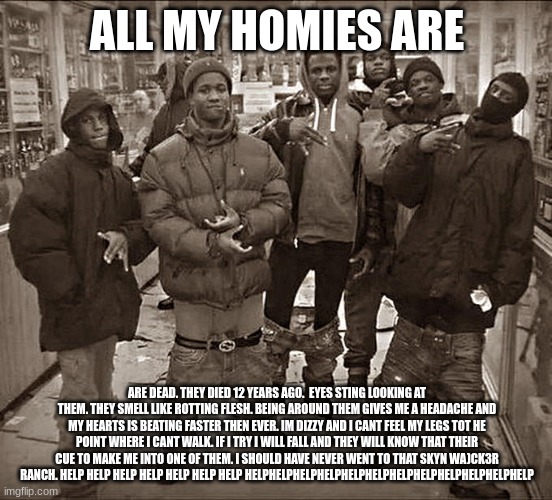 ALL MY HOMIES ARE
ARE DEAD. THEY DIED 12 YEARS AGO. EYES STING LOOKING AT
THEM. THEY SMELL LIKE ROTTING FLESH. BEING AROUND THEM GIVES ME A HEADACHE AND
MY HEARTS IS BEATING FASTER THEN EVER. IM DIZZY AND I CANT FEEL MY LEGS TOT HE
POINT WHERE I CANT WALK. IF I TRY I WILL FALL AND THEY WILL KNOW THAT THEIR
CUE TO MAKE ME INTO ONE OF THEM. I SHOULD HAVE NEVER WENT TO THAT SKYN WA)CK3R
RANCH. HELP HELP HELP HELP HELP HELP HELP HELPHELPHELPHELPHELPHELPHELPHELPHELPHELPHELP
imgflip.com